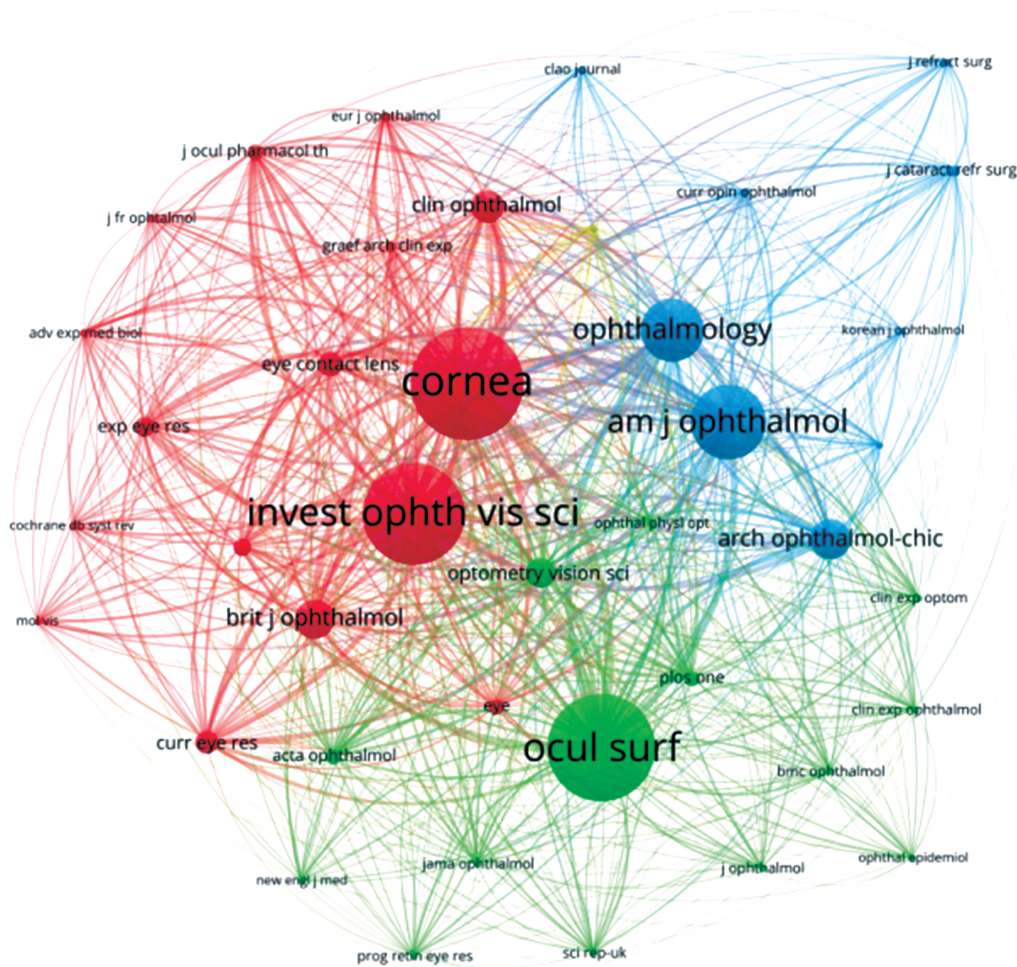 clao journal
j refract surg
eur j ophthalmol
j ocul pharmacol th
j cataract refr surg
curr opin ophthalmol
clin ophthalmol
j fr ophtalmol
graef arch clin exp
ophthalmology
korean j ophthalmol
adv exp med biol
eye contact lens
cornea
am j ophthalmol
exp eye res
invest ophth vis sci
ophthal physl opt
cochrane db syst rev
arch ophthalmol-chic
optometry vision sci
clin exp optom
brit j ophthalmol
mol vis
plos one
eye
clin exp ophthalmol
curr eye res
ocul surf
acta ophthalmol
bmc ophthalmol
jama ophthalmol
ophthal epidemiol
j ophthalmol
new engl j med
sci rep-uk
prog retin eye res